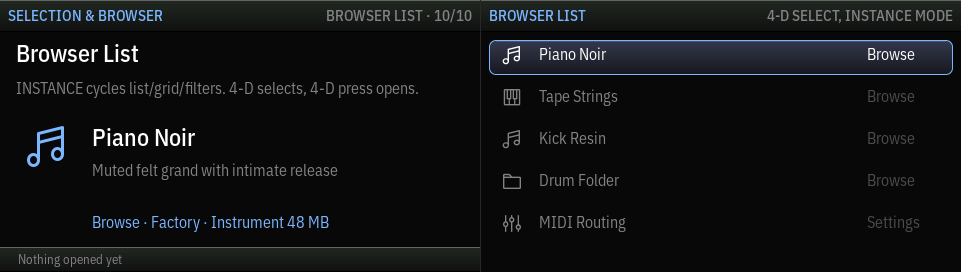 SELECTION & BROWSER
BROWSER LIST · 10/10
Browser List
INSTANCE cycles list/grid/filters. 4-D selects, 4-D press opens.
Piano Noir
Muted felt grand with intimate release
Browse · Factory · Instrument 48 MB
Nothing opened yet
BROWSER LIST
4-D SELECT, INSTANCE MODE
Piano Noir Browse
Tape Strings Browse
Kick Resin Browse
Drum Folder Browse
MIDI Routing Settings